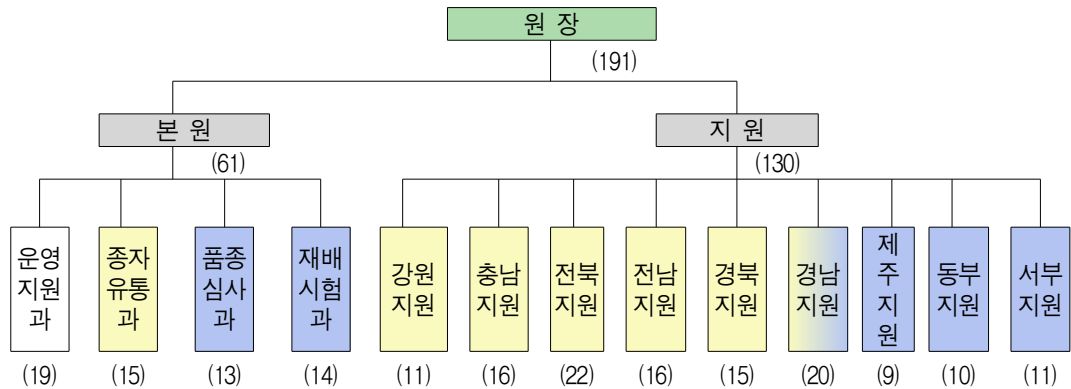 원 장
(191)
본 원
지 원
(61)
(130)
운영
지원
과
종자
유통
과
품종
심사
과
재배
시험
과
강원
지원
충남
지원
전북
지원
전남
지원
경북
지원
경남
지원
제
주
지
원
동부
지원
서부
지원
(19)
(15)
(13)
(14)
(11)
(16)
(22)
(16)
(15)
(20)
(9)
(10)
(11)